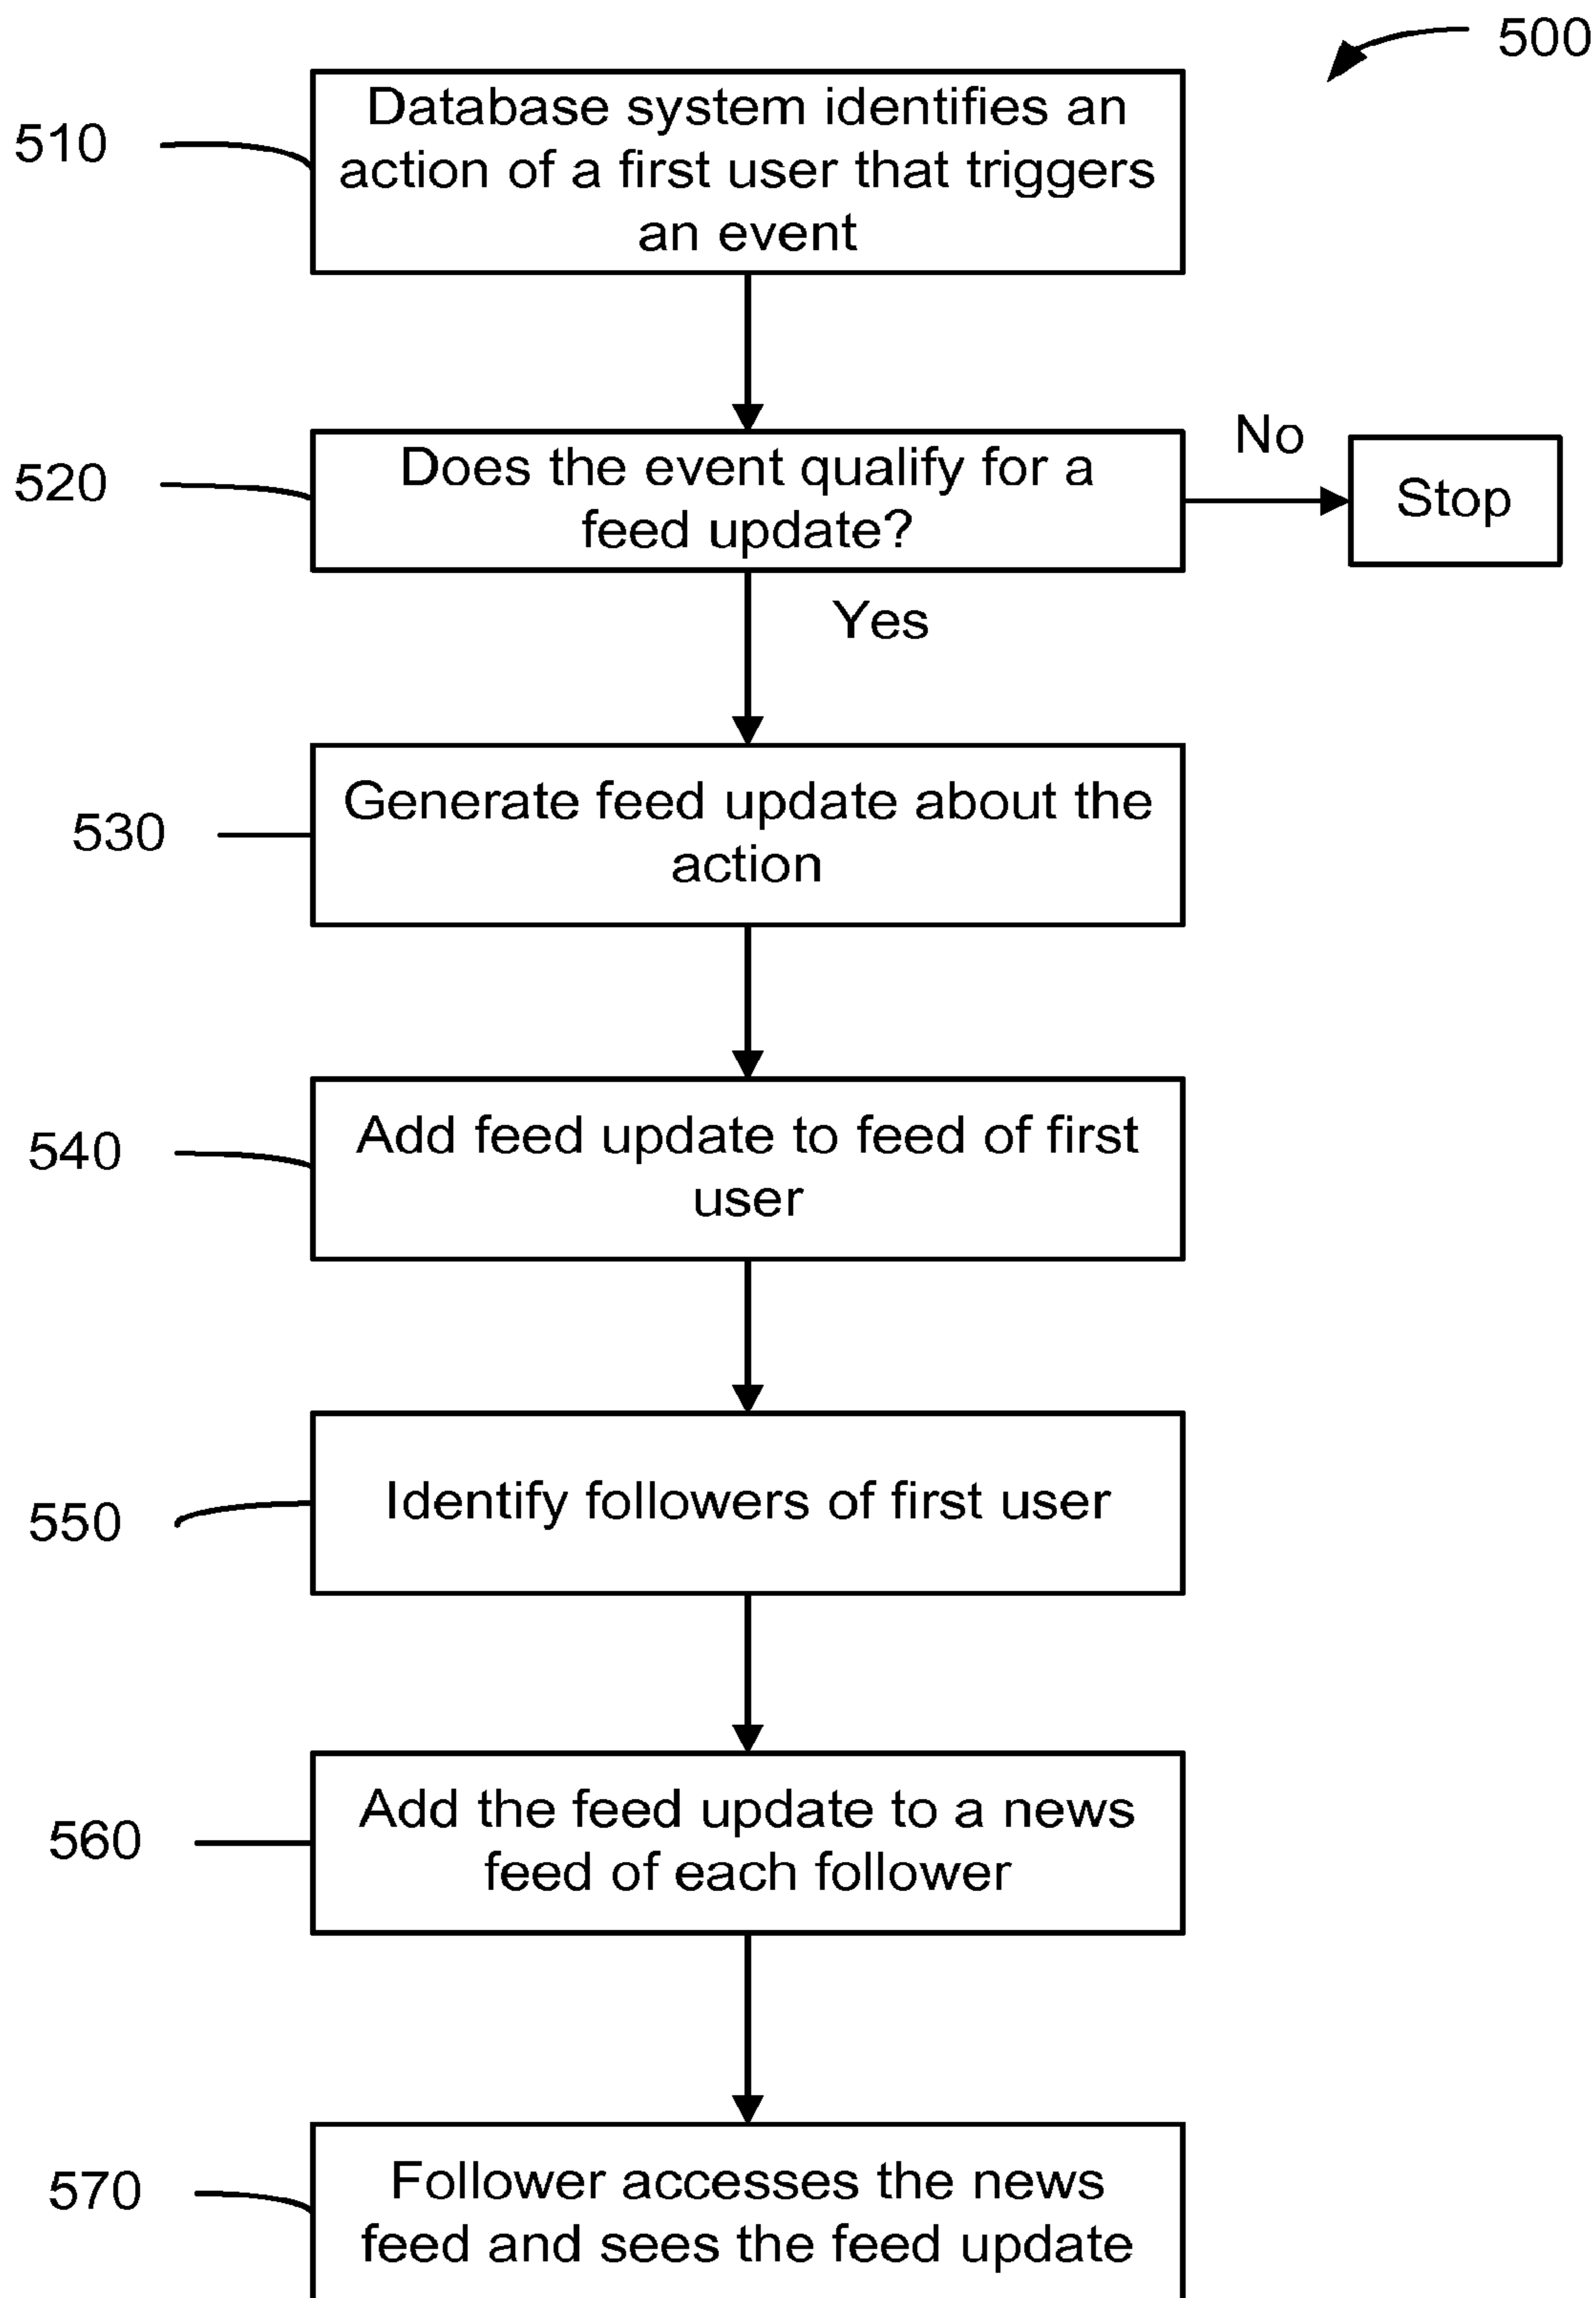 500
510
Database system identifies an
action of a first user that triggers
an event
520
Does the event qualify for a
feed update?
No
Stop
Yes
530
Generate feed update about the
action
540
Add feed update to feed of first
user
550
Identify followers of first user
560
Add the feed update to a news
feed of each follower
570
Follower accesses the news
feed and sees the feed update